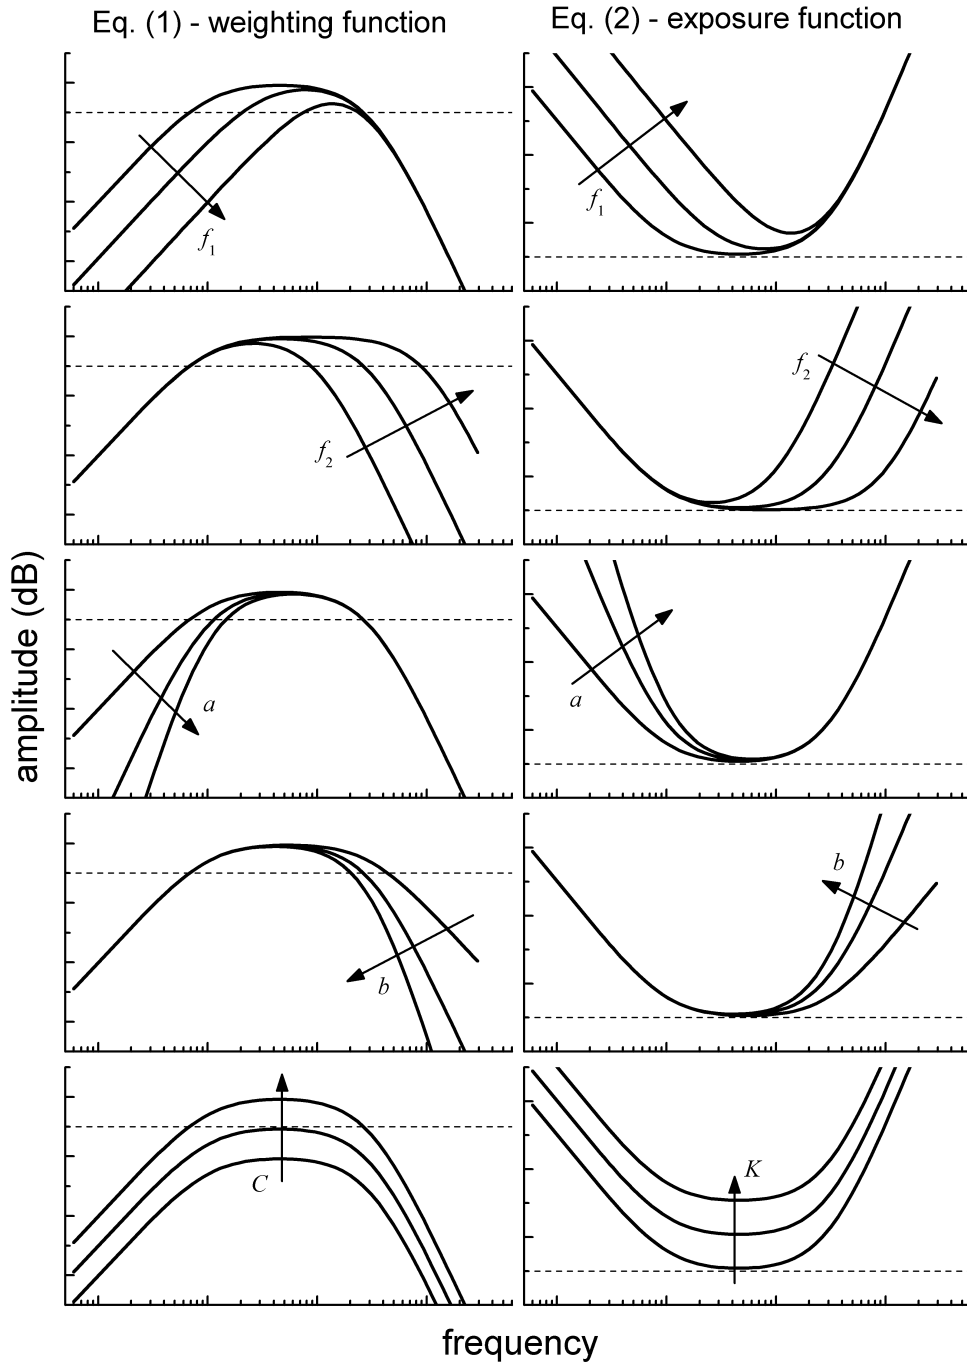 Eq. (1) - weighting function
Eq. (2) - exposure function
f1
f1
f2
f2
amplitude (dB)
a
a
b
b
C
K
frequency